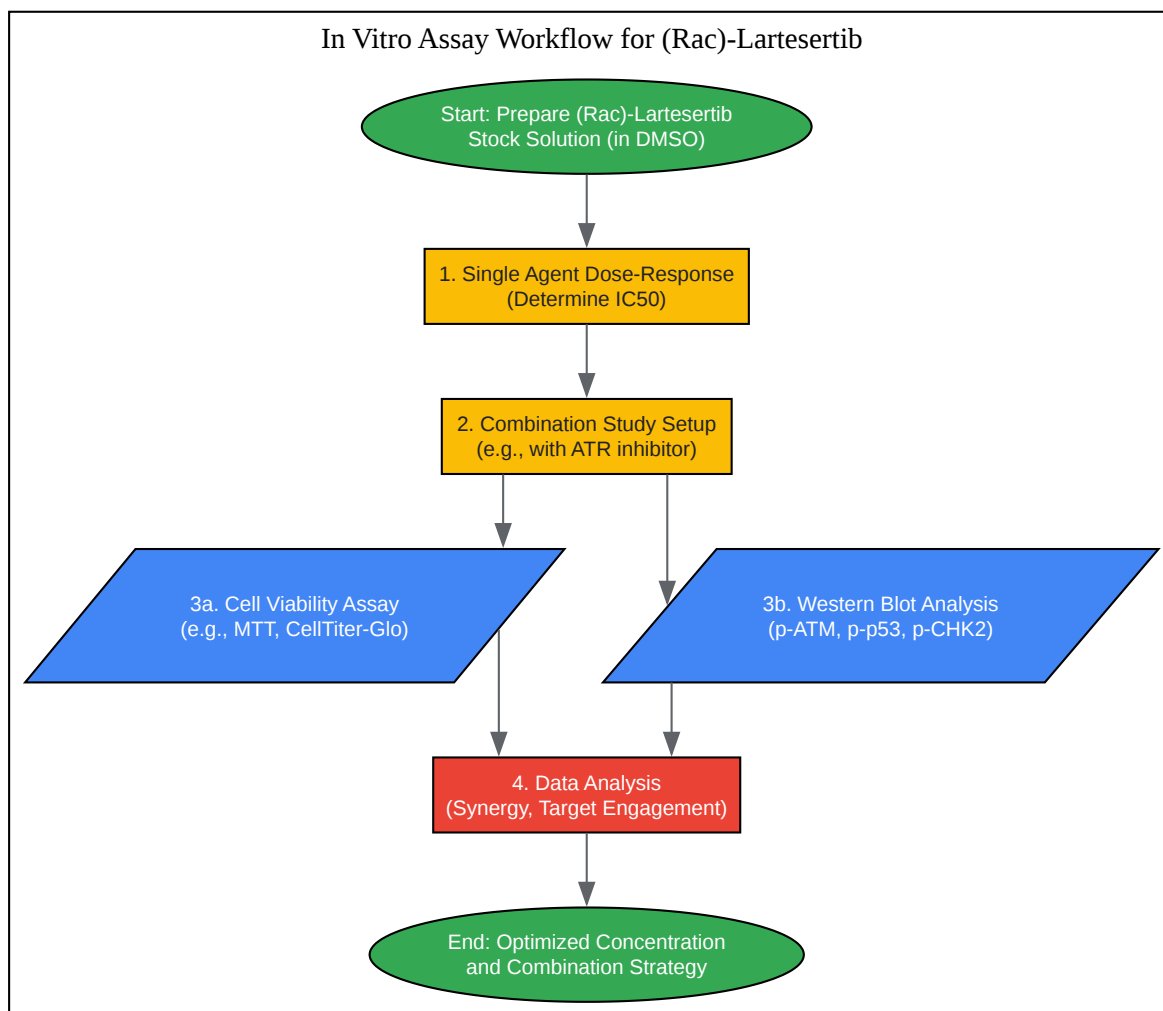 In Vitro Assay Workflow for (Rac)-Lartesertib
Start: Prepare (Rac)-Lartesertib
Stock Solution (in DMSO)
1. Single Agent Dose-Response
(Determine IC50)
2. Combination Study Setup
(e.g., with ATR inhibitor)
3a. Cell Viability Assay
(e.g., MTT, CellTiter-Glo)
3b. Western Blot Analysis
(p-ATM, p-p53, p-CHK2)
4. Data Analysis
(Synergy, Target Engagement)
End: Optimized Concentration
and Combination Strategy